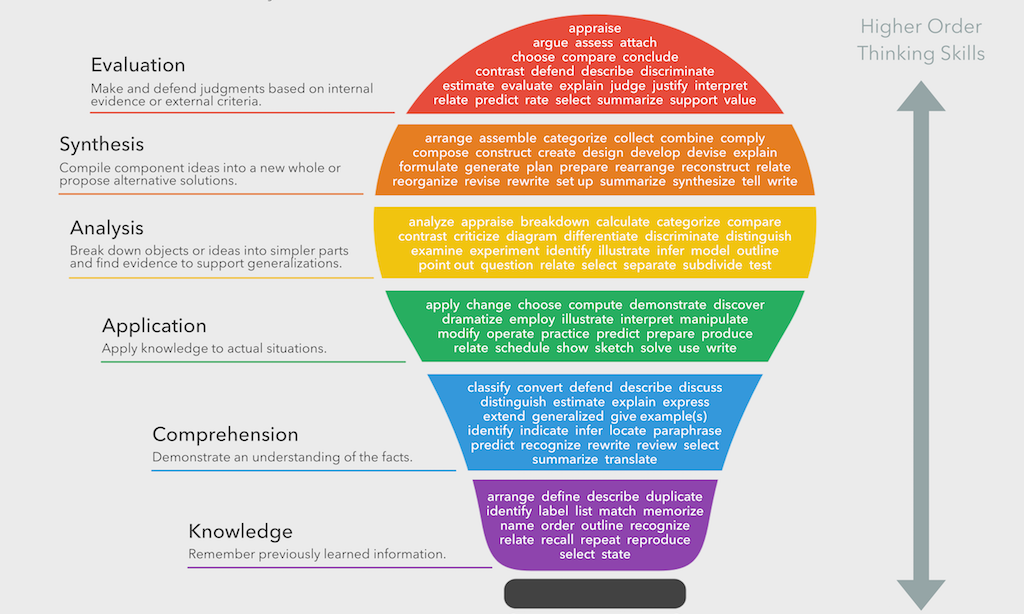 Higher Order
Thinking Skills
Evaluation
Make and defend judgments based on internal
evidence or external criteria.
appraise
argue assess attach
choose compare conclude
contrast defend describe discriminate
estimate evaluate explain judge justify interpret
relate predict rate select summarize support value
Synthesis
Compile component ideas into a new whole or
propose alternative solutions.
arrange assemble categorize collect combine comply
compose construct create design develop devise explain
formulate generate plan prepare rearrange reconstruct relate
reorganize revise rewrite set up summarize synthesize tell write
Analysis
Break down objects or ideas into simpler parts
and find evidence to support generalizations.
analyze appraise breakdown calculate categorize compare
contrast criticize diagram differentiate discriminate distinguish
examine experiment identify illustrate infer model outline
point out question relate select separate subdivide test
Application
Apply knowledge to actual situations.
apply change choose compute demonstrate discover
dramatize employ illustrate interpret manipulate
modify operate practice predict prepare produce
relate schedule show sketch solve use write
Comprehension
Demonstrate an understanding of the facts.
classify convert defend describe discuss
distinguish estimate explain express
extend generalized give example(s)
identify indicate infer locate paraphrase
predict recognize rewrite review select
summarize translate
Knowledge
Remember previously learned information.
arrange define describe duplicate
identify label list match memorize
name order outline recognize
relate recall repeat reproduce
select state